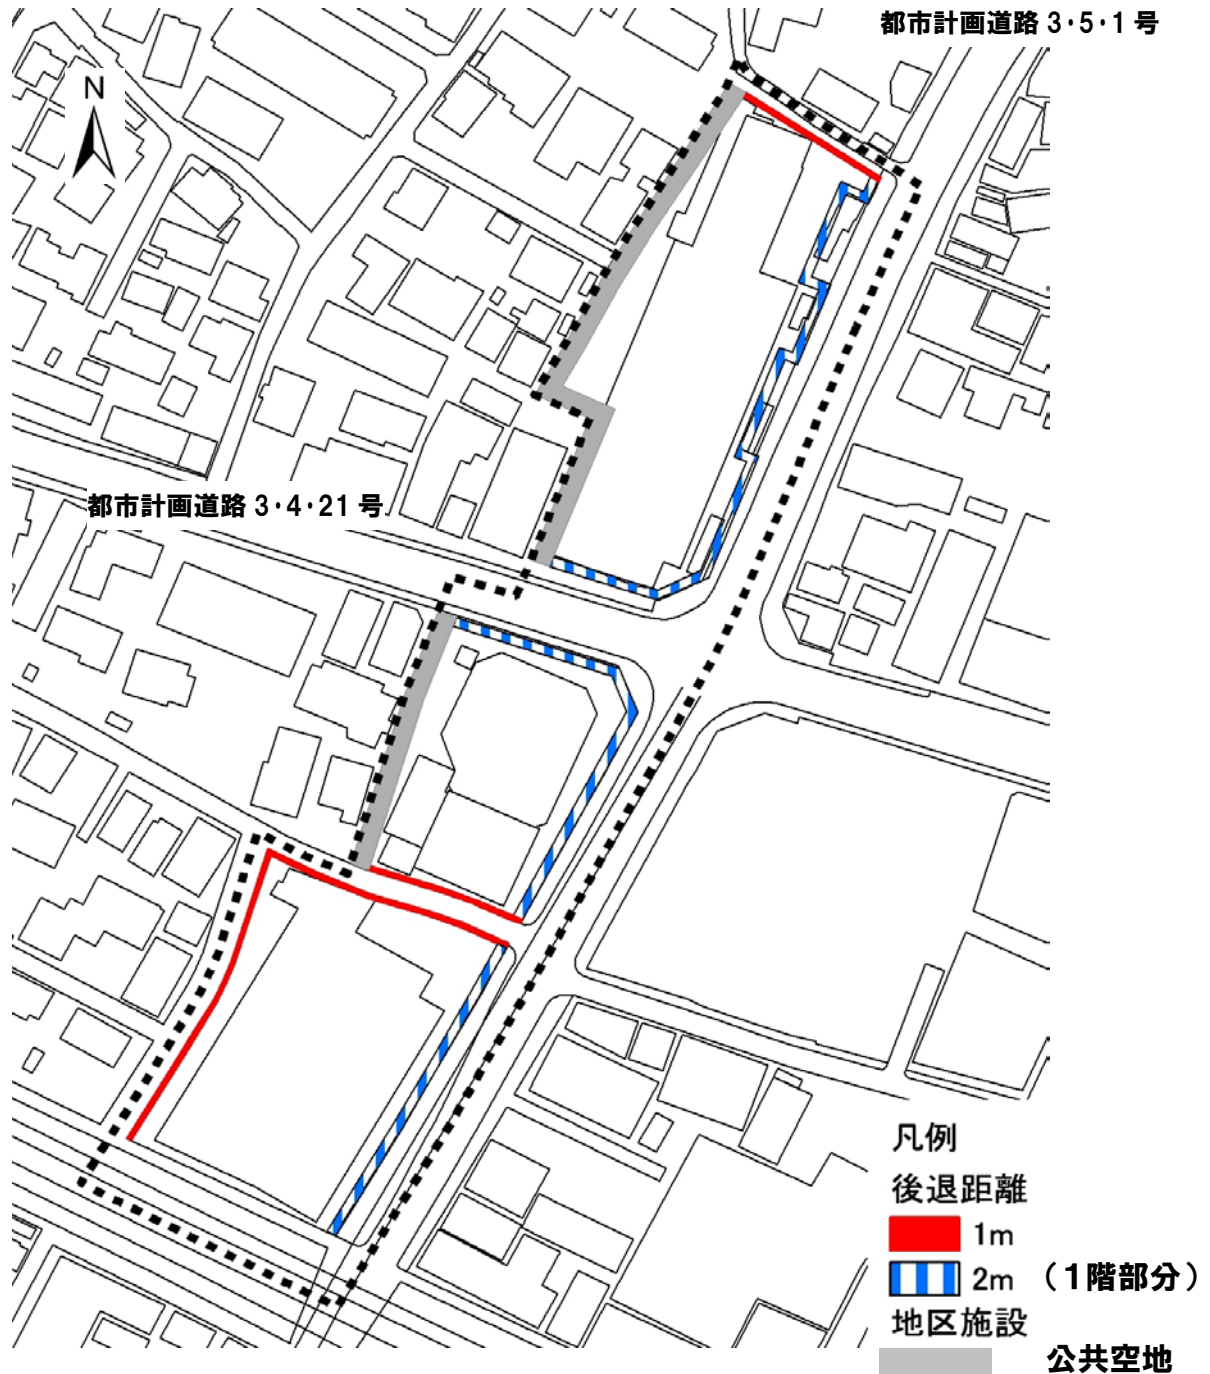 都市計画道路 3・5・1 号
N
都市計画道路 3・4・21 号
凡例
後退距離
1m
2m （1階部分）
地区施設
公共空地